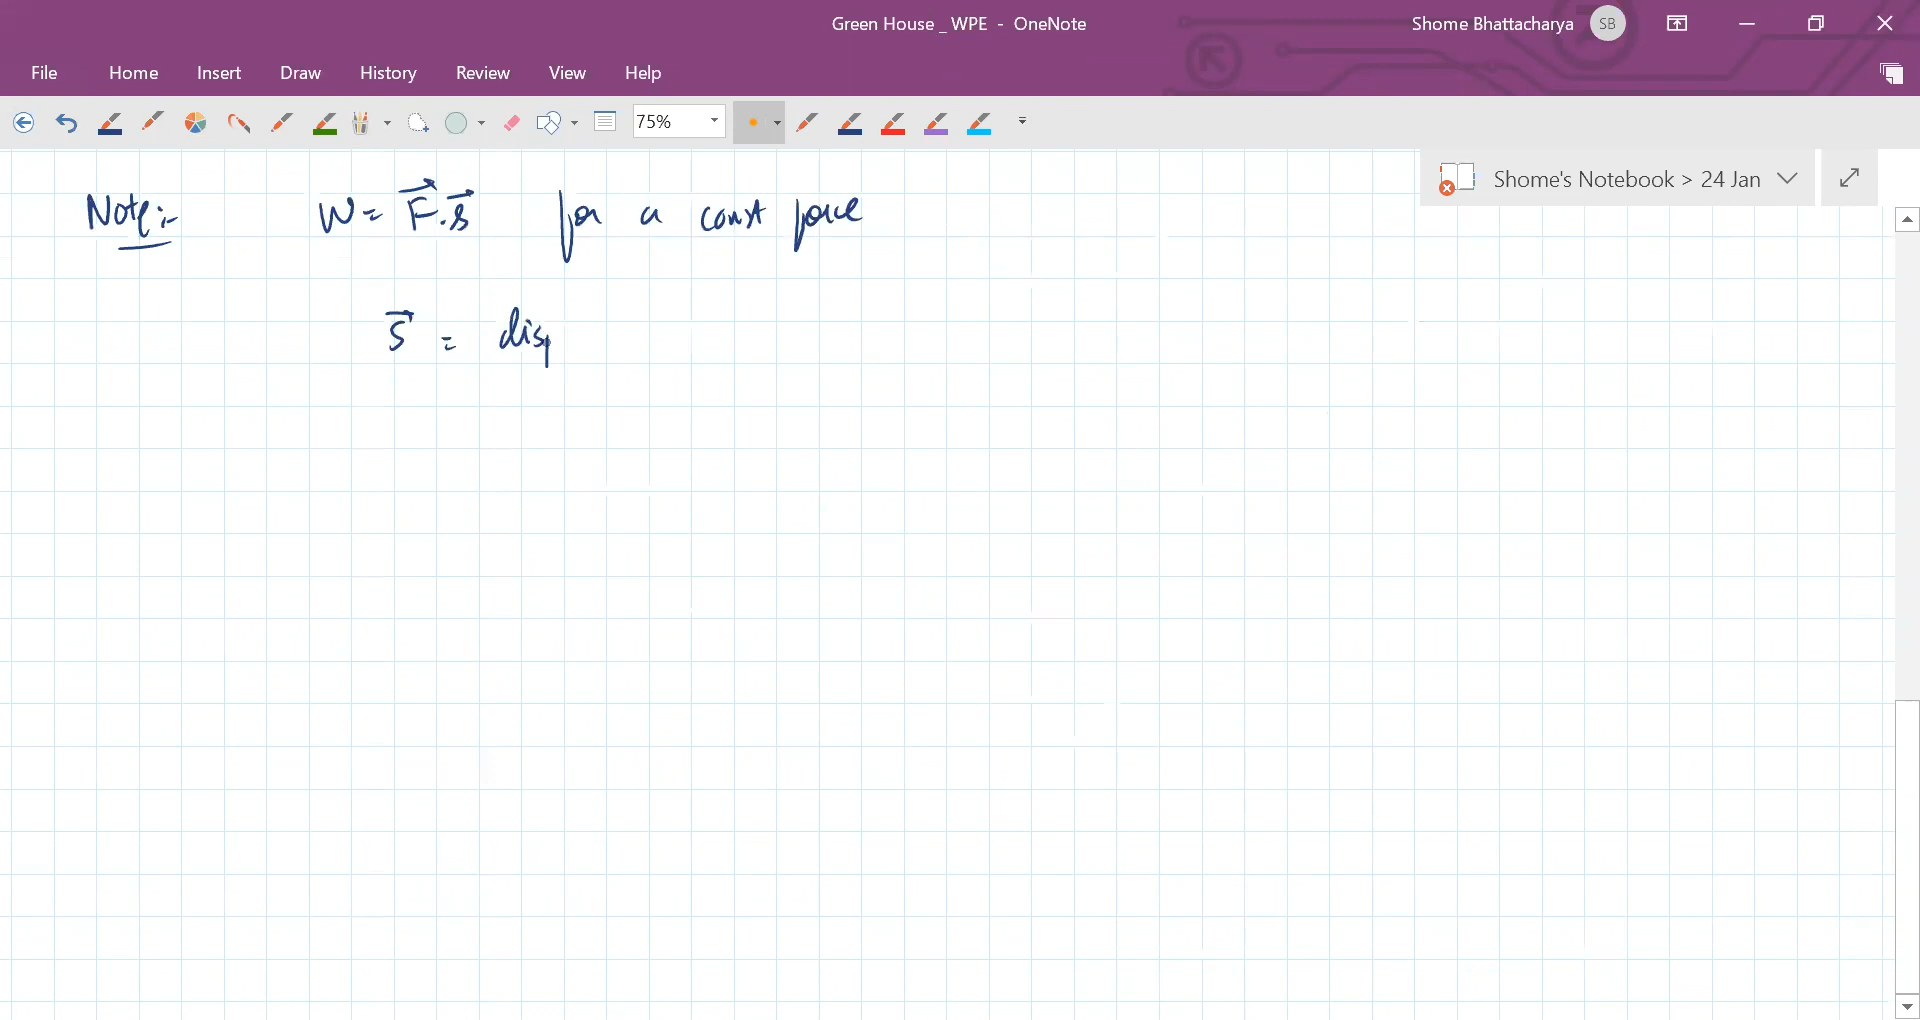 Green House _ WPE - OneNote
Shome Bhattacharya
SB
File Home Insert Draw History Review View Help
75%
Shome's Notebook > 24 Jan
Note:- W = F⃗.s⃗ for a const force
s⃗ = disp